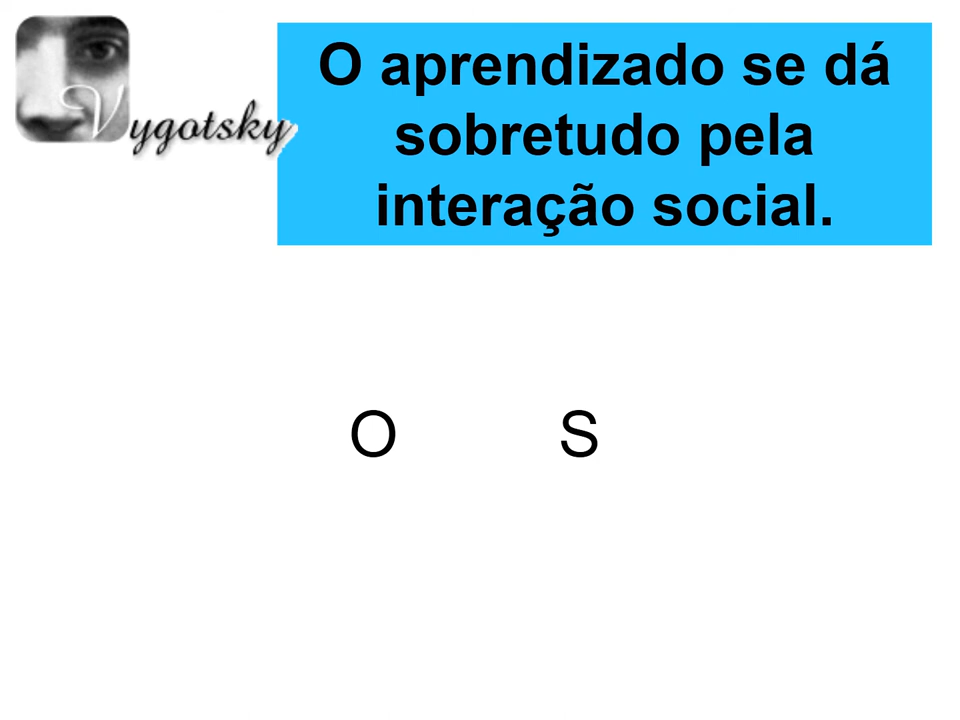 Vygotsky
O aprendizado se dá
sobretudo pela
interação social.
O S